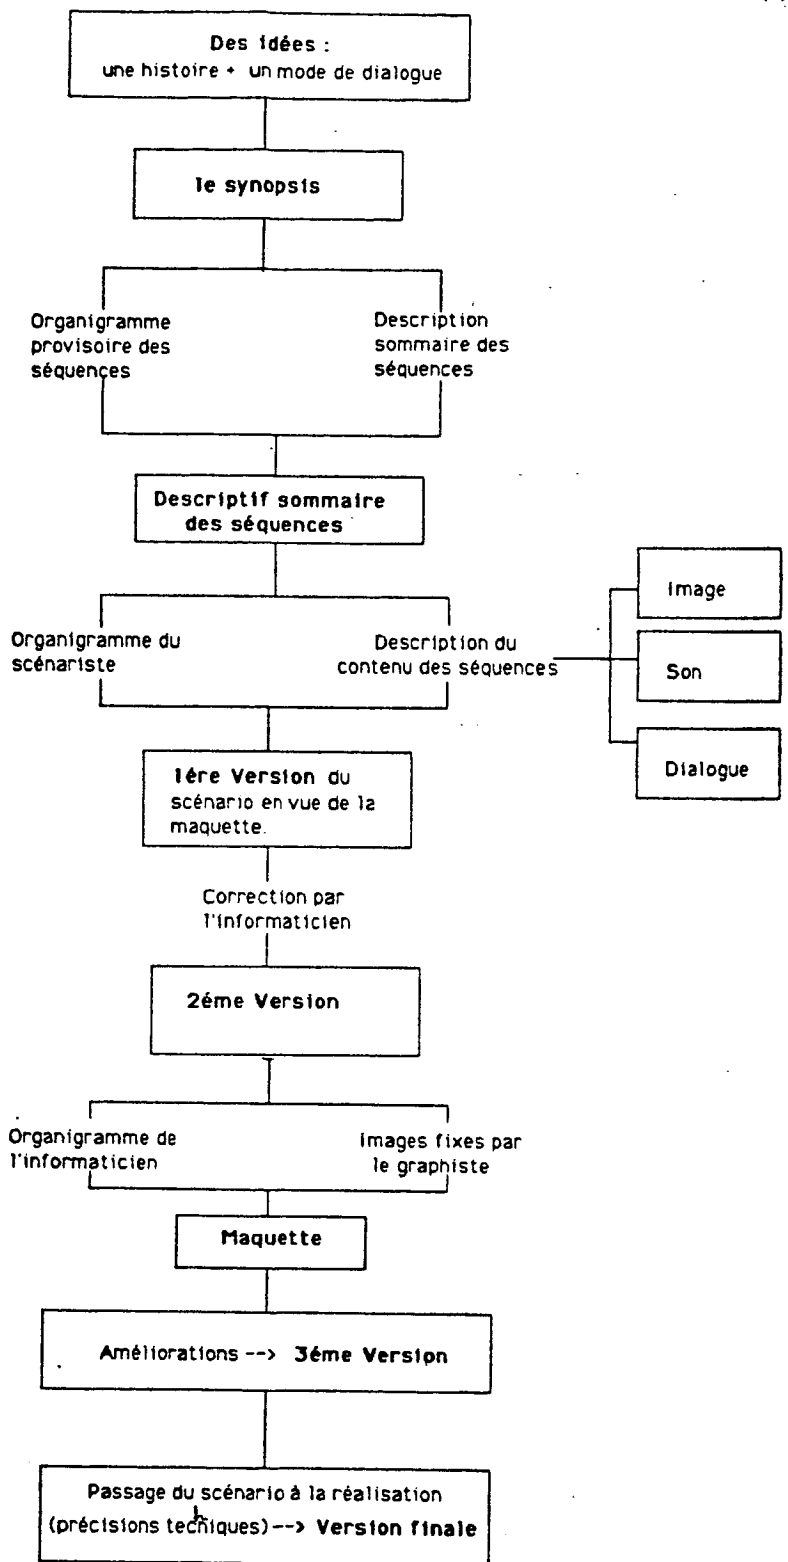 Des idées :
une histoire + un mode de dialogue
le synopsis
Organigramme
provisoire des
séquences
Description
sommaire des
séquences
Descriptif sommaire
des séquences
Organigramme du
scénariste
Description du
contenu des séquences
Image
Son
Dialogue
1ére Version du
scénario en vue de la
maquette.
Correction par
l'informaticien
2éme Version
Organigramme de
l'informaticien
Images fixes par
le graphiste
Maquette
Améliorations --> 3éme Version
Passage du scénario à la réalisation
(précisions techniques) --> Version finale